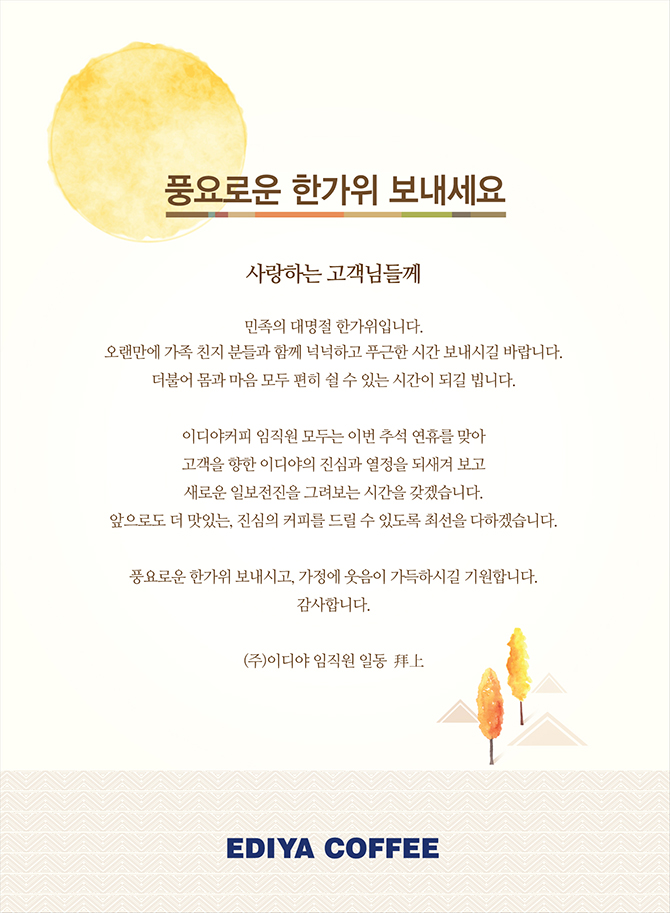 풍요로운 한가위 보내세요
사랑하는 고객님들께
민족의 대명절 한가위입니다.
오랜만에 가족 친지 분들과 함께 넉넉하고 푸근한 시간 보내시길 바랍니다.
더불어 몸과 마음 모두 편히 쉴 수 있는 시간이 되길 빕니다.
이디야커피 임직원 모두는 이번 추석 연휴를 맞아
고객을 향한 이디야의 진심과 열정을 되새겨 보고
새로운 일보전진을 그려보는 시간을 갖겠습니다.
앞으로도 더 맛있는, 진심의 커피를 드릴 수 있도록 최선을 다하겠습니다.
풍요로운 한가위 보내시고, 가정에 웃음이 가득하시길 기원합니다.
감사합니다.
(주)이디야 임직원 일동 拜上
EDIYA COFFEE